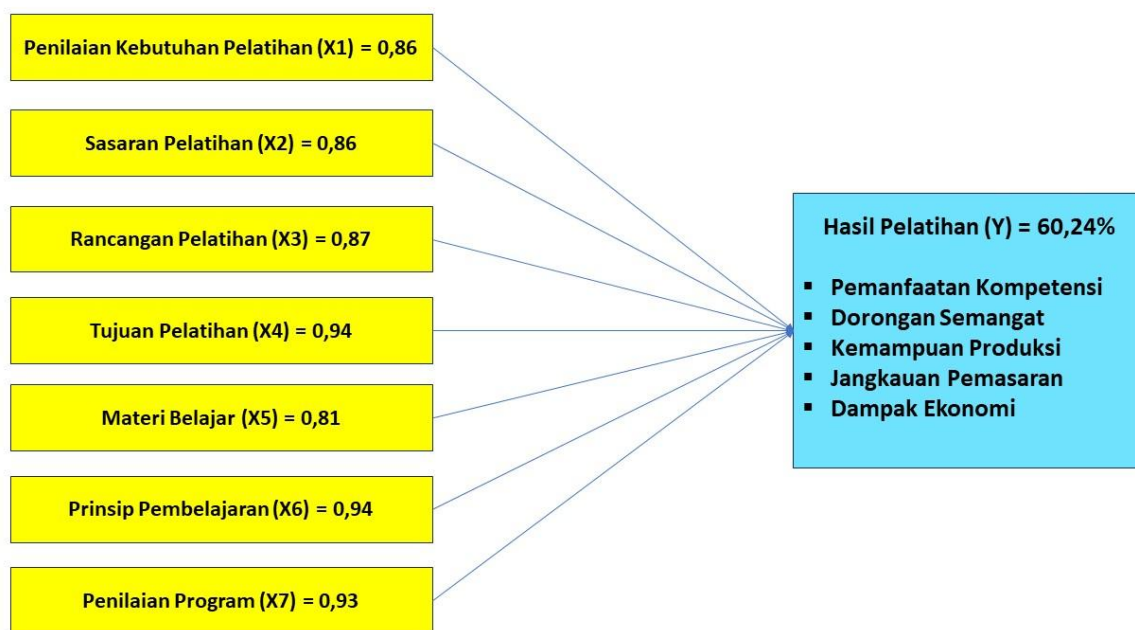 Penilaian Kebutuhan Pelatihan (X1) = 0,86
Sasaran Pelatihan (X2) = 0,86
Rancangan Pelatihan (X3) = 0,87
Tujuan Pelatihan (X4) = 0,94
Materi Belajar (X5) = 0,81
Prinsip Pembelajaran (X6) = 0,94
Penilaian Program (X7) = 0,93
Hasil Pelatihan (Y) = 60,24%
▪ Pemanfaatan Kompetensi
▪ Dorongan Semangat
▪ Kemampuan Produksi
▪ Jangkauan Pemasaran
▪ Dampak Ekonomi